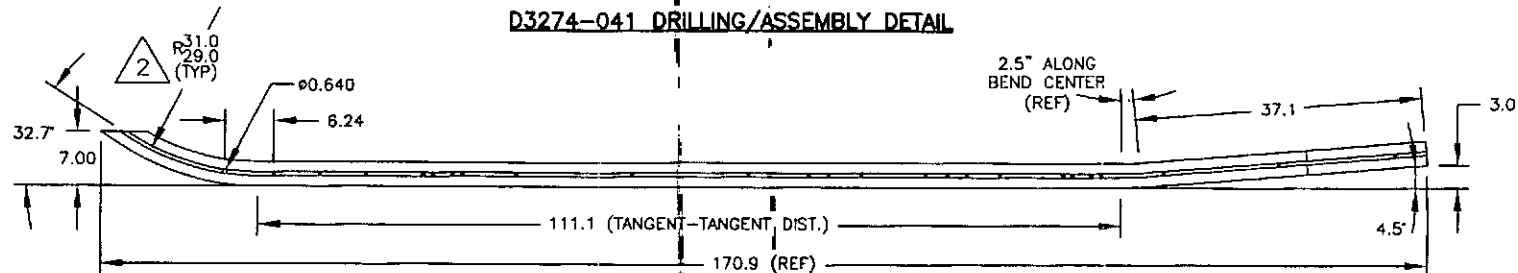 D3274-041 DRILLING/ASSEMBLY DETAIL
2
R31.0
29.0
(TYP)
ø0.640
6.24
2.5" ALONG
BEND CENTER
(REF)
37.1
3.0
32.7°
7.00
111.1 (TANGENT-TANGENT DIST.)
4.5°
170.9 (REF)